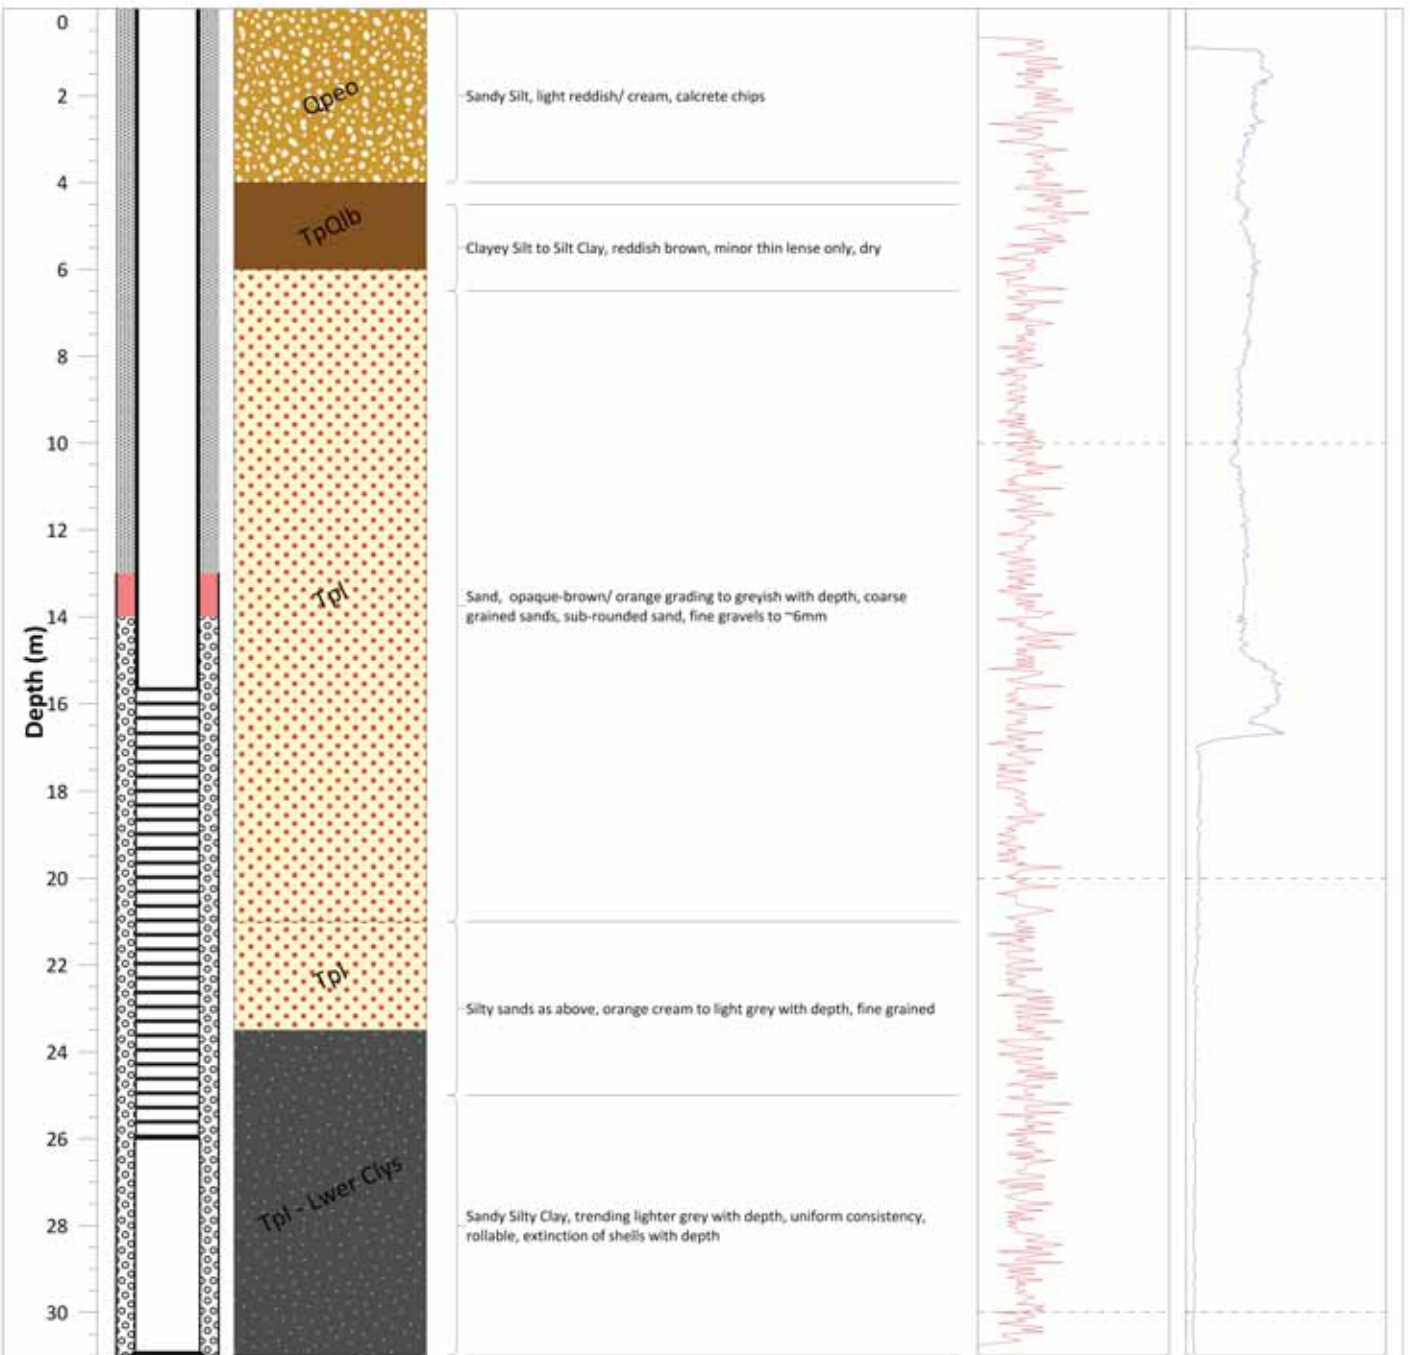 0
2
4
6
8
10
12
14
16
18
20
22
24
26
28
30
Depth (m)
Qpeo
TpQlb
Tpl
Tpl
Tpl - Lwer Clys
Sandy Silt, light reddish/ cream, calcrete chips
Clayey Silt to Silt Clay, reddish brown, minor thin lense only, dry
Sand, opaque-brown/ orange grading to greyish with depth, coarse
grained sands, sub-rounded sand, fine gravels to ~6mm
Silty sands as above, orange cream to light grey with depth, fine grained
Sandy Silty Clay, trending lighter grey with depth, uniform consistency,
rollable, extinction of shells with depth